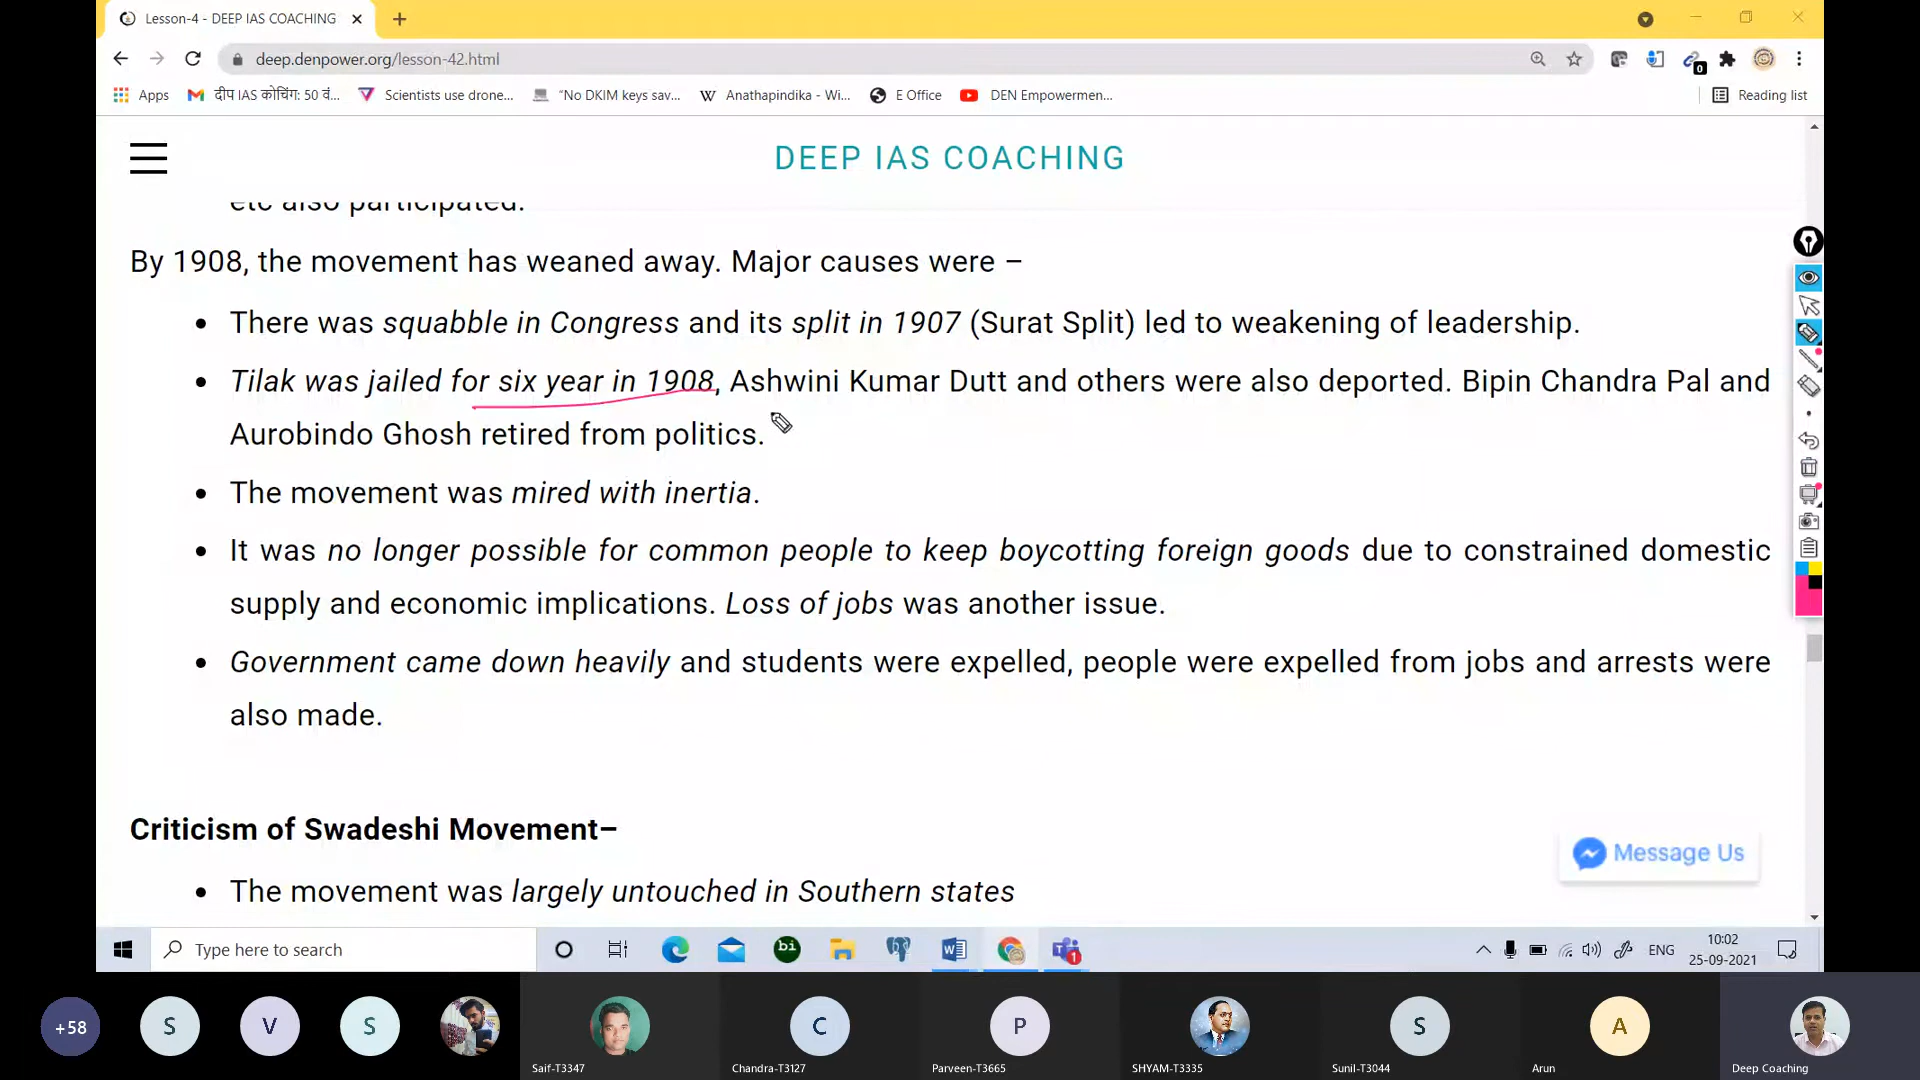 Lesson-4 - DEEP IAS COACHING
deep.denpower.org/lesson-42.html
0
Apps
दीप IAS कोचिंग: 50 वं...
Scientists use drone...
"No DKIM keys sav...
Anathapindika - Wi...
E Office
DEN Empowermen...
Reading list
DEEP IAS COACHING
etc also participated.
By 1908, the movement has weaned away. Major causes were –
• There was squabble in Congress and its split in 1907 (Surat Split) led to weakening of leadership.
• Tilak was jailed for six year in 1908, Ashwini Kumar Dutt and others were also deported. Bipin Chandra Pal and
Aurobindo Ghosh retired from politics.
• The movement was mired with inertia.
• It was no longer possible for common people to keep boycotting foreign goods due to constrained domestic
supply and economic implications. Loss of jobs was another issue.
• Government came down heavily and students were expelled, people were expelled from jobs and arrests were
also made.
Criticism of Swadeshi Movement–
Message Us
• The movement was largely untouched in Southern states
Type here to search
bi
1
ENG
10:02
25-09-2021
+58
S
V
S
C
P
S
A
Saif-T3347
Chandra-T3127
Parveen-T3665
SHYAM-T3335
Sunil-T3044
Arun
Deep Coaching